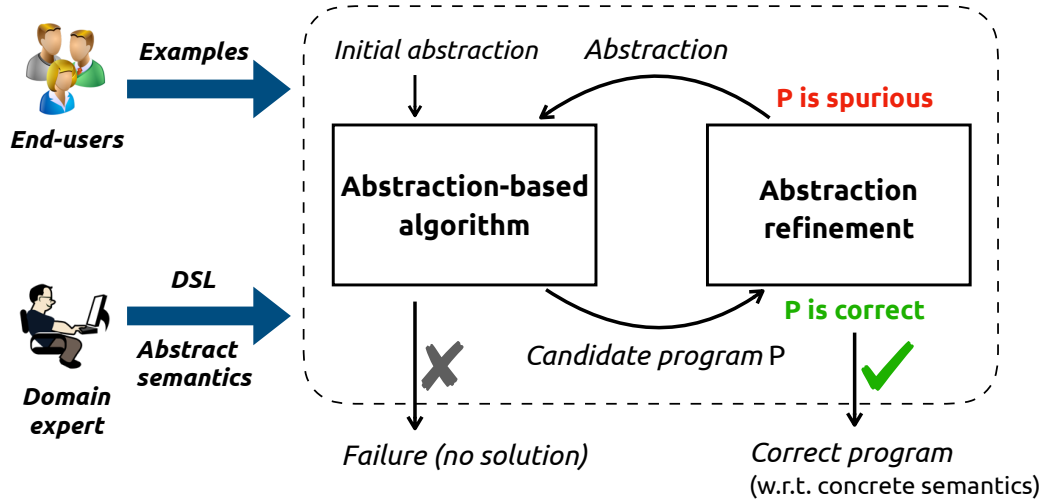 Examples
End-users
DSL
Abstract
semantics
Domain
expert
Initial abstraction
Abstraction
P is spurious
Abstraction-based
algorithm
Abstraction
refinement
P is correct
Candidate program P
Failure (no solution)
Correct program
(w.r.t. concrete semantics)